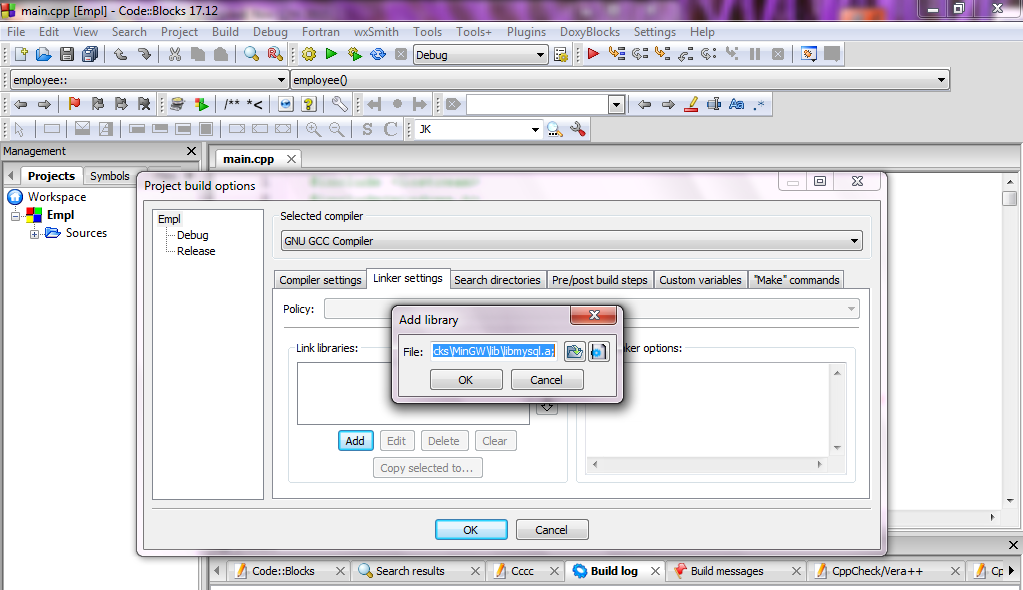 main.cpp [Empl] - Code::Blocks 17.12
File Edit View Search Project Build Debug Fortran wxSmith Tools Tools+ Plugins DoxyBlocks Settings Help
Debug
employee:: employee()
/** *<
Aa .*
S C JK
Management
main.cpp
Projects Symbols
Workspace
Empl
Sources
Project build options
Empl
Debug
Release
Selected compiler
GNU GCC Compiler
Compiler settings Linker settings Search directories Pre/post build steps Custom variables "Make" commands
Policy:
Add library
File: cks\MinGW\lib\libmysql.a;
OK Cancel
Link libraries: ker options:
Add Edit Delete Clear
Copy selected to...
OK Cancel
Code::Blocks Search results Cccc Build log Build messages CppCheck/Vera++ Cp